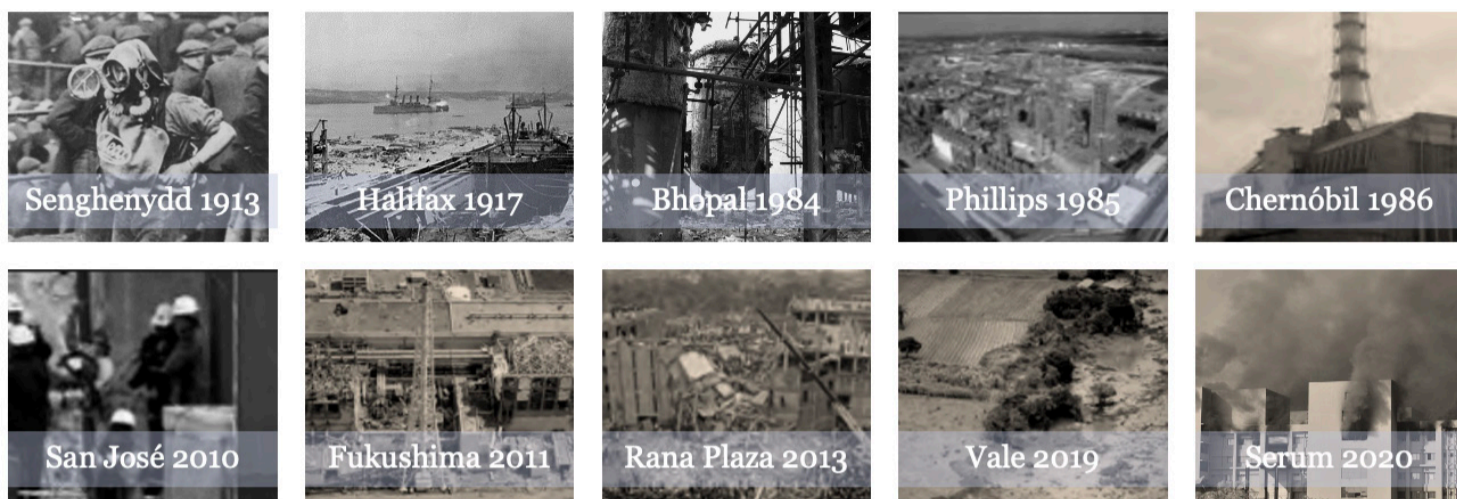 Senghenydd 1913
Halifax 1917
Bhopal 1984
Phillips 1985
Chernóbil 1986
San José 2010
Fukushima 2011
Rana Plaza 2013
Vale 2019
Serum 2020